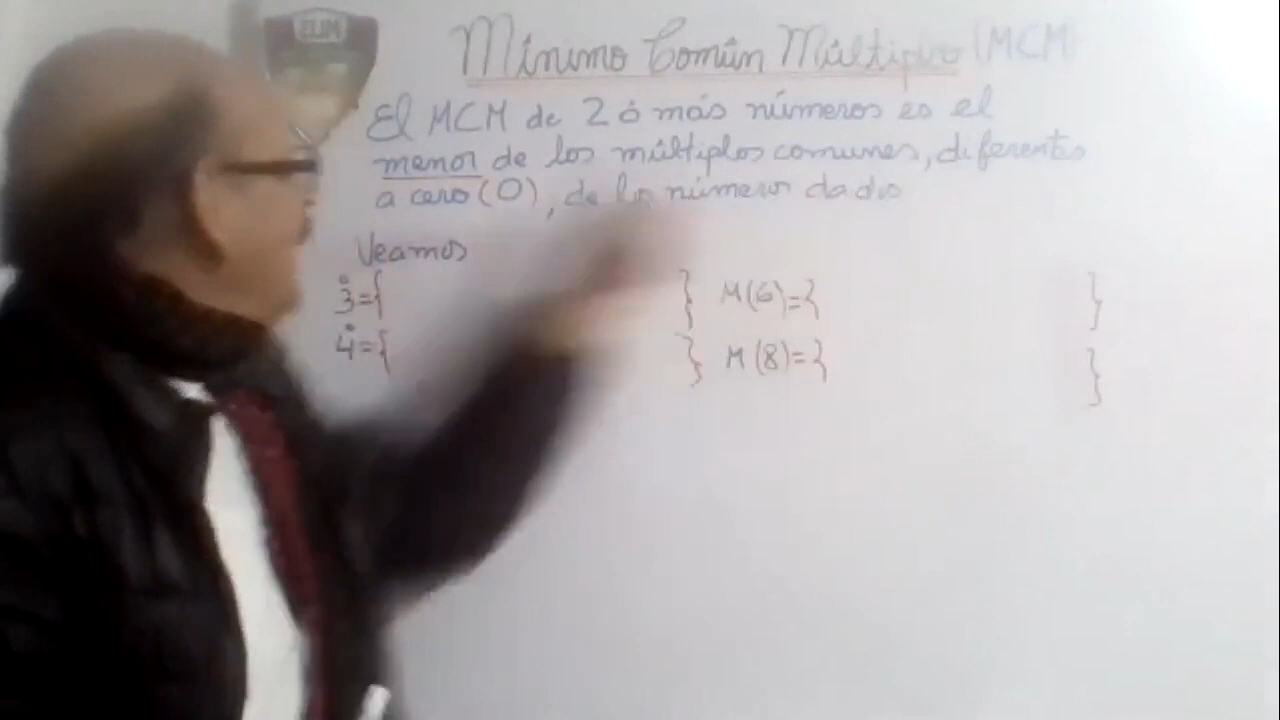 Mínimo Común Múltiplo (MCM
El MCM de 2 ó más números es el
menor de los múltiplos comunes, diferentes
a cero (0), de los números dados
Veamos
3̊={ } M(6)={ }
4̊={ } M(8)={ }